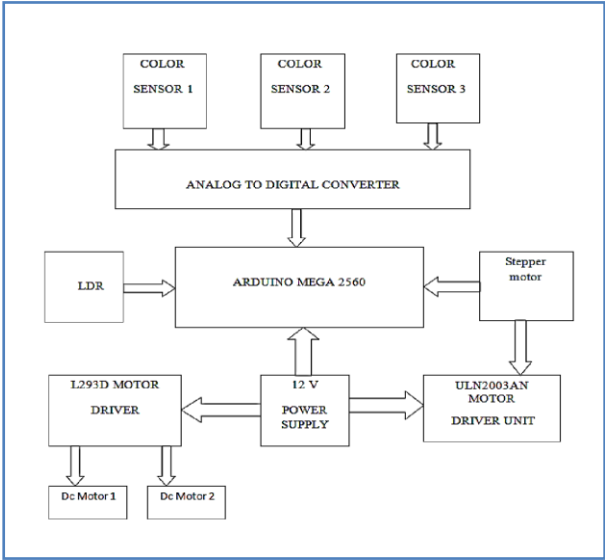 COLOR
SENSOR 1
COLOR
SENSOR 2
COLOR
SENSOR 3
ANALOG TO DIGITAL CONVERTER
LDR
ARDUINO MEGA 2560
Stepper
motor
L293D MOTOR
DRIVER
12 V
POWER
SUPPLY
ULN2003AN
MOTOR
DRIVER UNIT
Dc Motor 1
Dc Motor 2